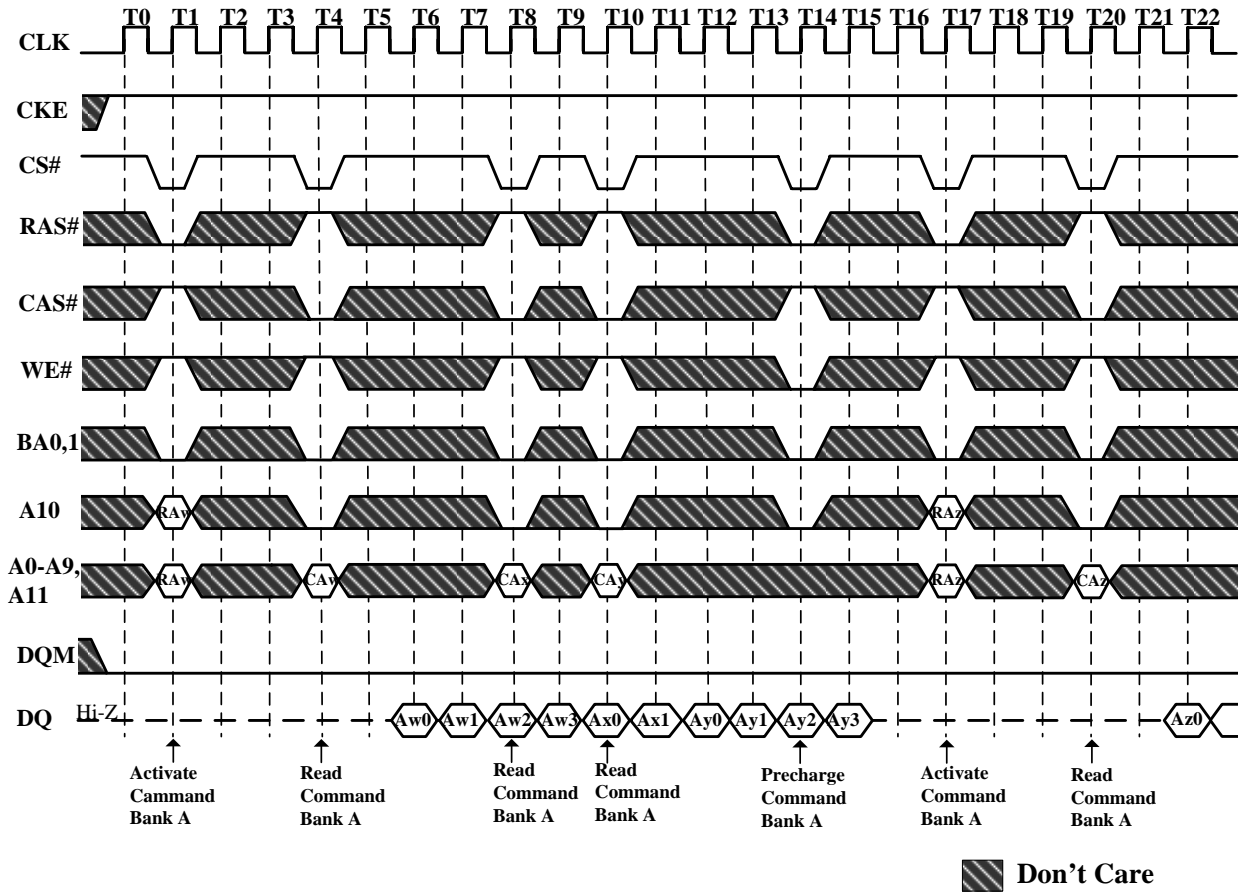 T0 T1 T2 T3 T4 T5 T6 T7 T8 T9 T10 T11 T12 T13 T14 T15 T16 T17 T18 T19 T20 T21 T22
CLK
CKE
CS#
RAS#
CAS#
WE#
BA0,1
A10 RAw RAz
A0-A9,
A11
RAw CAw CAx CAy RAz CAz
DQM
DQ Hi-Z Aw0 Aw1 Aw2 Aw3 Ax0 Ax1 Ay0 Ay1 Ay2 Ay3 Az0
Activate
Cammand
Bank A
Read
Command
Bank A
Read
Command
Bank A
Read
Command
Bank A
Precharge
Command
Bank A
Activate
Command
Bank A
Read
Command
Bank A
Don't Care